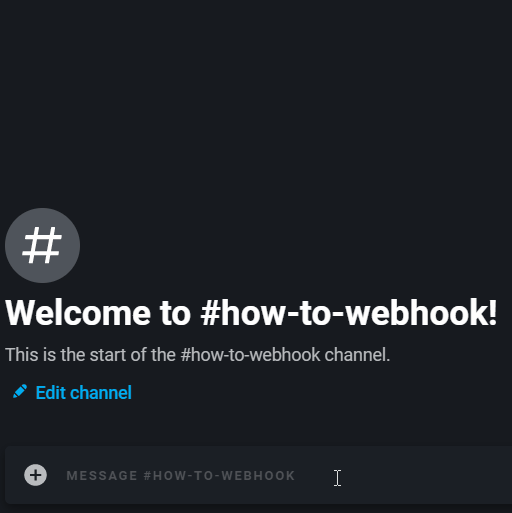 #
Welcome to #how-to-webhook!
This is the start of the #how-to-webhook channel.
Edit channel
MESSAGE #HOW-TO-WEBHOOK